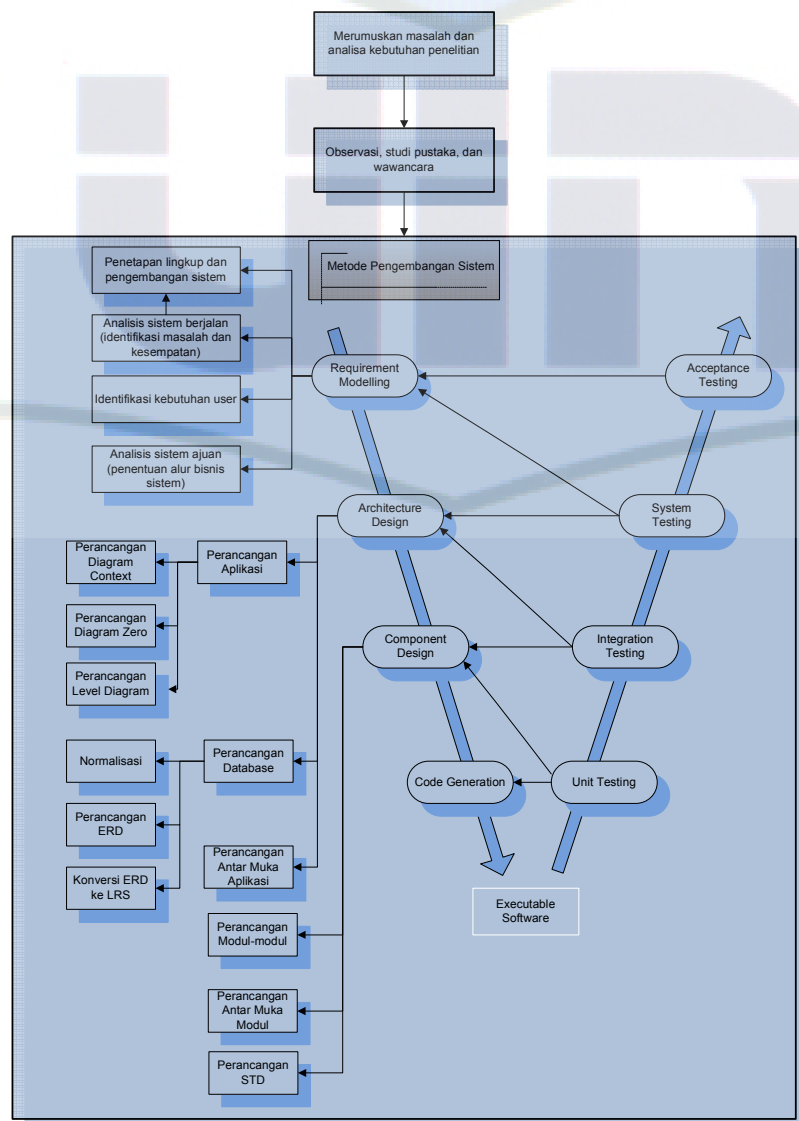 Merumuskan masalah dan
analisa kebutuhan penelitian
Observasi, studi pustaka, dan
wawancara
Metode Pengembangan Sistem
Penetapan lingkup dan
pengembangan sistem
Analisis sistem berjalan
(identifikasi masalah dan
kesempatan)
Identifikasi kebutuhan user
Analisis sistem ajuan
(penentuan alur bisnis
sistem)
Requirement
Modelling
Acceptance
Testing
Architecture
Design
System
Testing
Perancangan
Diagram
Context
Perancangan
Aplikasi
Perancangan
Diagram Zero
Perancangan
Level Diagram
Component
Design
Integration
Testing
Normalisasi
Perancangan
Database
Perancangan
ERD
Konversi ERD
ke LRS
Code Generation
Unit Testing
Perancangan
Antar Muka
Aplikasi
Executable
Software
Perancangan
Modul-modul
Perancangan
Antar Muka
Modul
Perancangan
STD
UIN